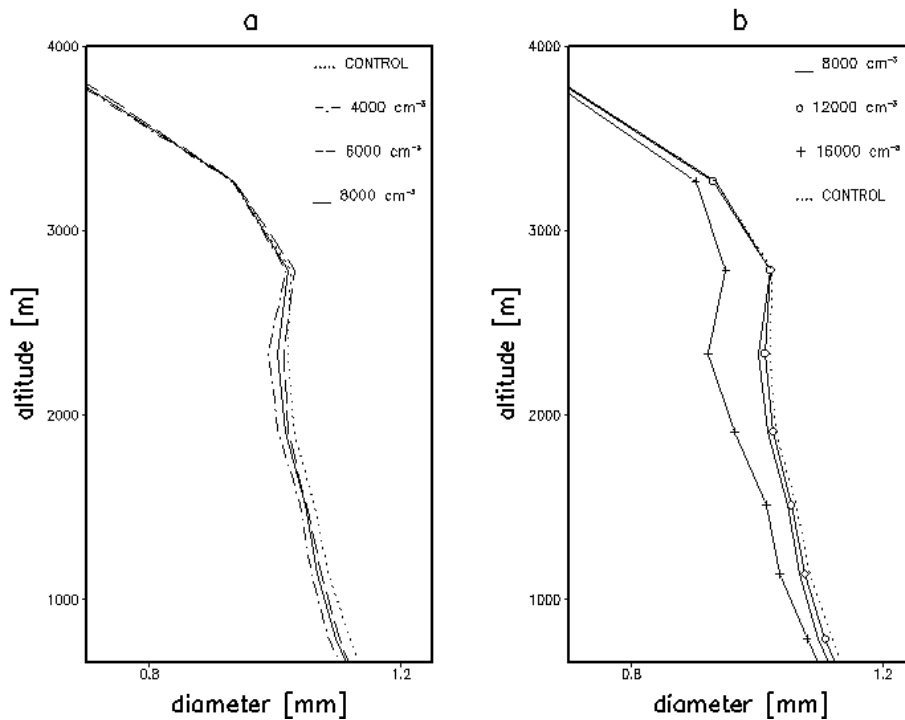 a
4000
3000
2000
1000
altitude [m]
CONTROL
4000 cm⁻³
6000 cm⁻³
8000 cm⁻³
0.8
1.2
diameter [mm]
b
4000
3000
2000
1000
altitude [m]
8000 cm⁻³
12000 cm⁻³
16000 cm⁻³
CONTROL
0.8
1.2
diameter [mm]